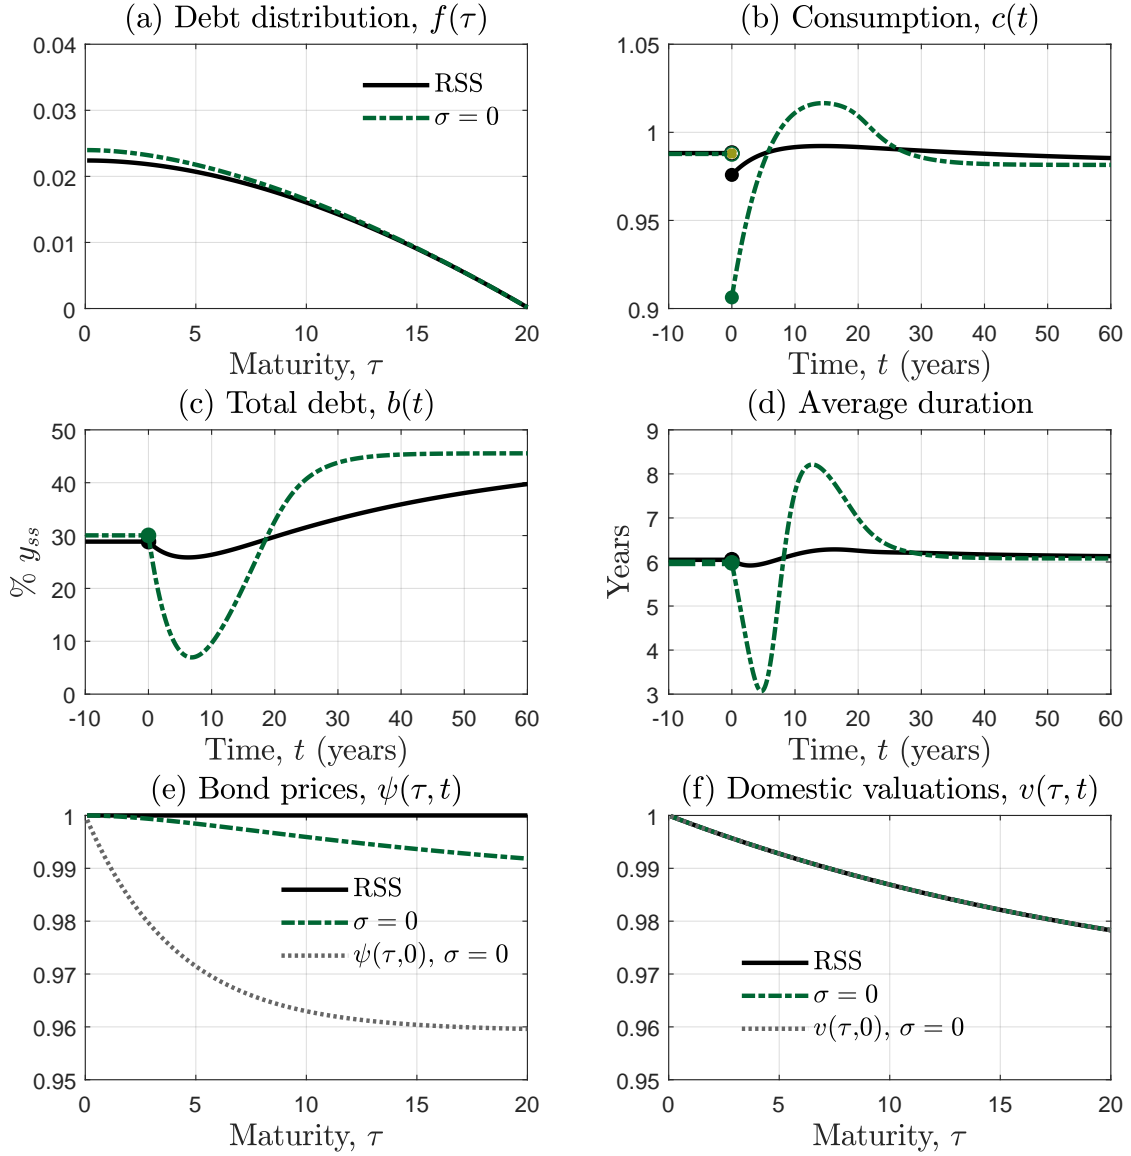 (a) Debt distribution, f(τ)
0.04
0.03
0.02
0.01
0
RSS
σ = 0
0 5 10 15 20
Maturity, τ
(b) Consumption, c(t)
1.05
1
0.95
0.9
-10 0 10 20 30 40 50 60
Time, t (years)
(c) Total debt, b(t)
% y_ss
50
40
30
20
10
0
-10 0 10 20 30 40 50 60
Time, t (years)
(d) Average duration
Years
9
8
7
6
5
4
3
-10 0 10 20 30 40 50 60
Time, t (years)
(e) Bond prices, ψ(τ, t)
1
0.99
0.98
0.97
0.96
0.95
RSS
σ = 0
ψ(τ,0), σ = 0
0 5 10 15 20
Maturity, τ
(f) Domestic valuations, v(τ, t)
1
0.99
0.98
0.97
0.96
0.95
RSS
σ = 0
v(τ,0), σ = 0
0 5 10 15 20
Maturity, τ